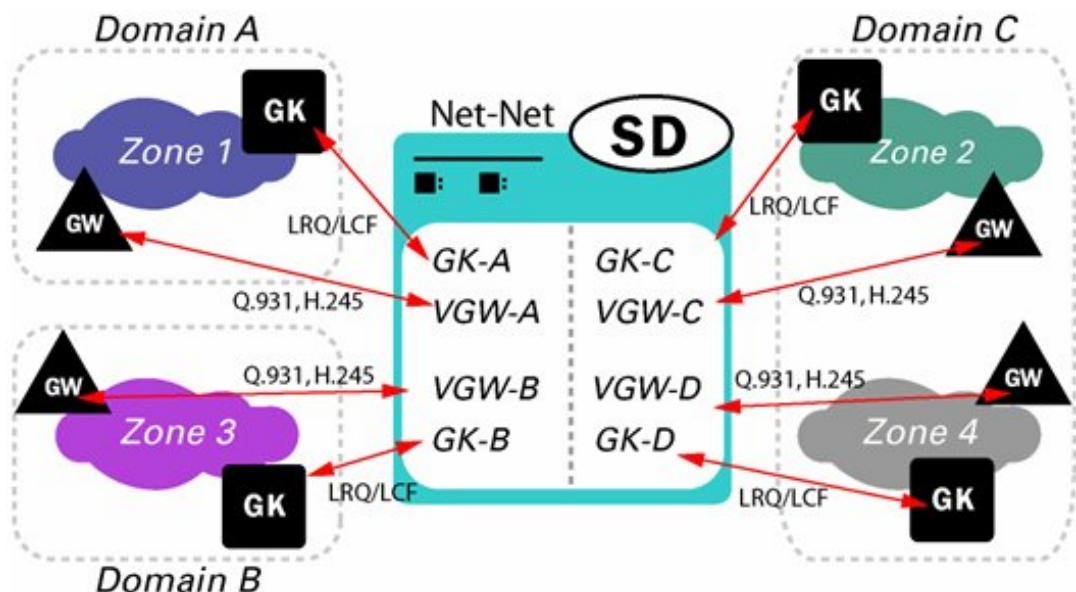 Domain A
Domain C
GK
Zone 1
GW
Net-Net
SD
GK
Zone 2
GW
LRQ/LCF
LRQ/LCF
GK-A
GK-C
Q.931, H.245
VGW-A
VGW-C
Q.931, H.245
GW
Q.931, H.245
VGW-B
VGW-D
Q.931, H.245
GW
Zone 3
GK-B
GK-D
Zone 4
GK
LRQ/LCF
LRQ/LCF
GK
Domain B